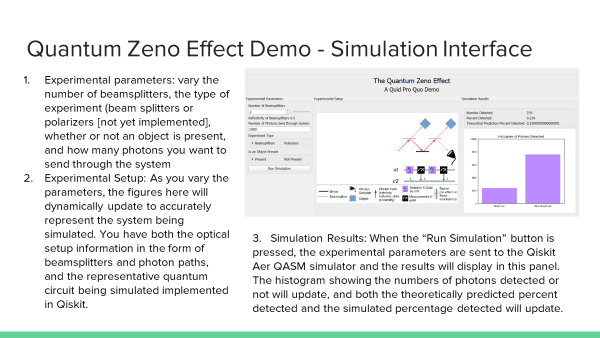 Quantum Zeno Effect Demo - Simulation Interface
1. Experimental parameters: vary the
number of beamsplitters, the type of
experiment (beam splitters or
polarizers [not yet implemented],
whether or not an object is present,
and how many photons you want to
send through the system
2. Experimental Setup: As you vary the
parameters, the figures here will
dynamically update to accurately
represent the system being
simulated. You have both the optical
setup information in the form of
beamsplitters and photon paths,
and the representative quantum
circuit being simulated implemented
in Qiskit.
The Quantum Zeno Effect
A Quid Pro Quo Demo
Experimental Parameters
Experimental Setup
Simulation Results
Number of Beamsplitters
Reflectivity of Beamsplitters 0.5
Number of Photons Sent through System:
1000
Experiment Type
Beamsplitters Polarizers
Is an Object Present
Present Not Present
Run Simulation
Number Detected: 239
Percent Detected: 0.239
Theoretical Prediction Percent Detected:
Histogram of Photons Detected
3. Simulation Results: When the “Run Simulation” button is
pressed, the experimental parameters are sent to the Qiskit
Aer QASM simulator and the results will display in this panel.
The histogram showing the numbers of photons detected or
not will update, and both the theoretically predicted percent
detected and the simulated percentage detected will update.